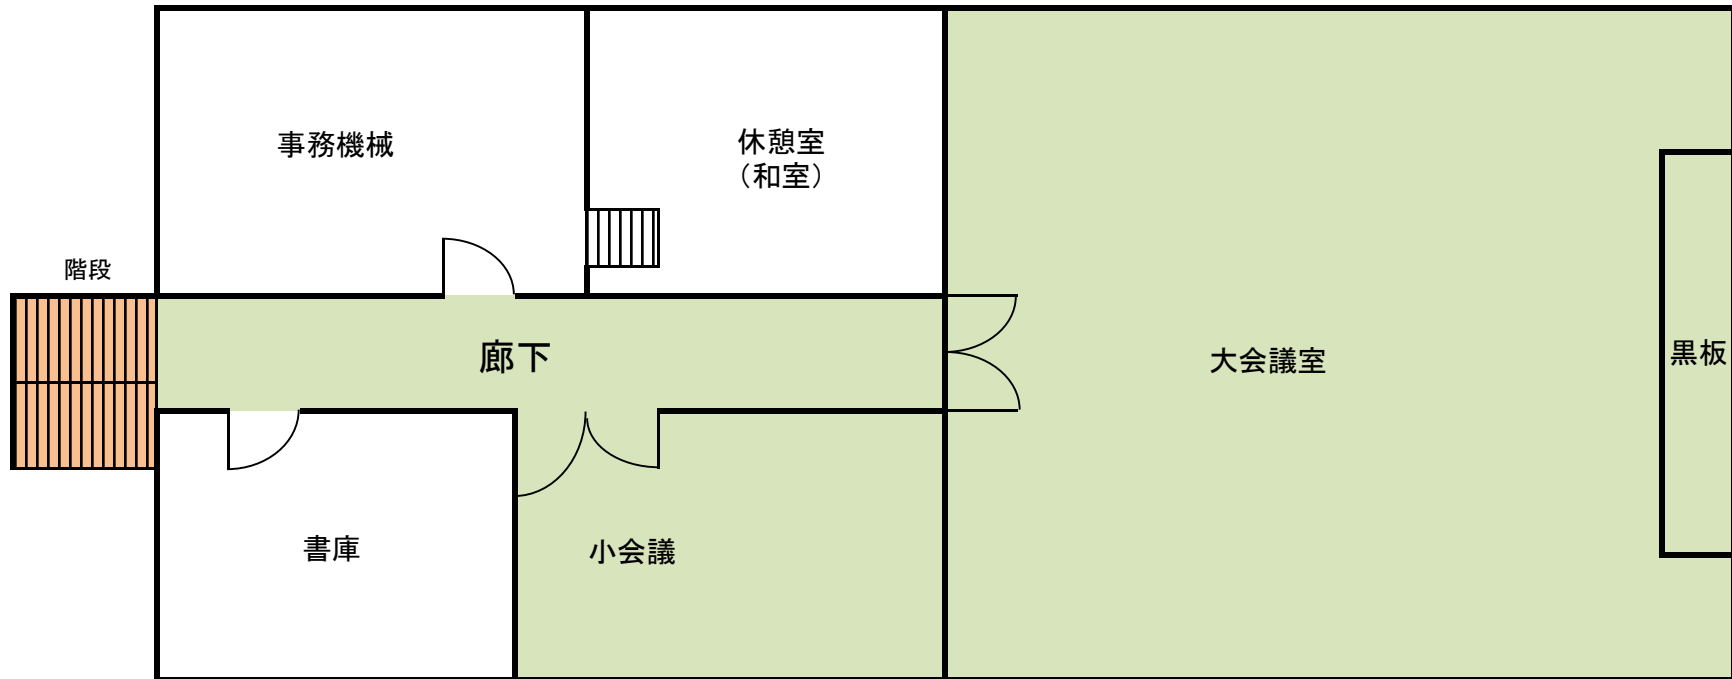 事務機械
休憩室
（和室）
階段
廊下
大会議室
黒板
書庫
小会議